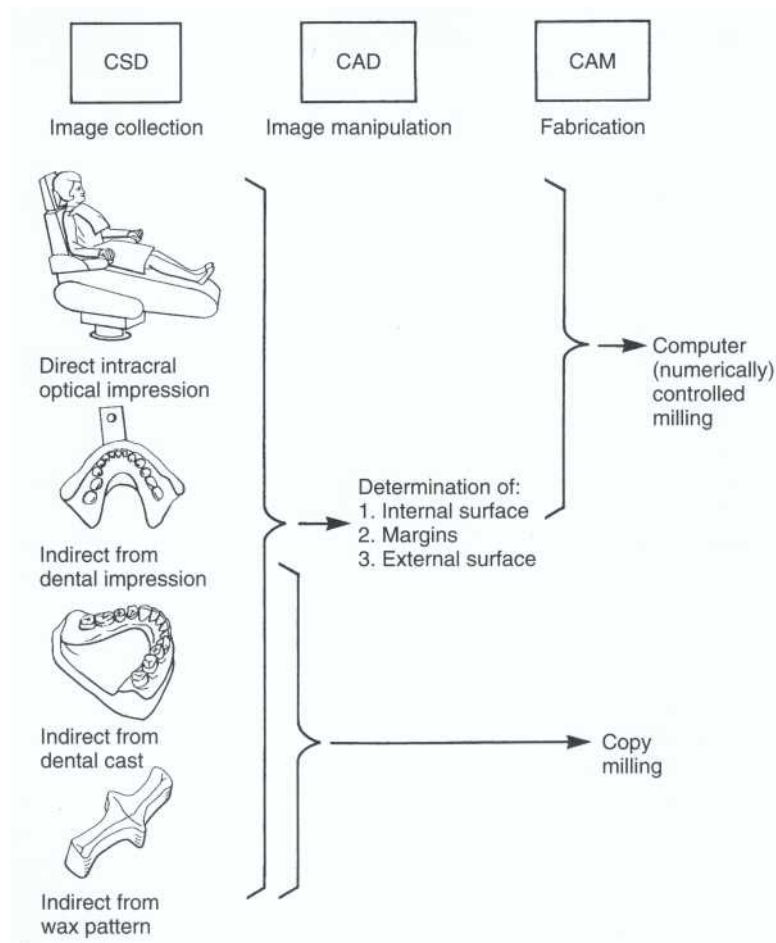 CSD
CAD
CAM
Image collection
Image manipulation
Fabrication
Direct intracral
optical impression
Computer
(numerically)
controlled
milling
Determination of:
1. Internal surface
2. Margins
3. External surface
Indirect from
dental impression
Indirect from
dental cast
Copy
milling
Indirect from
wax pattern